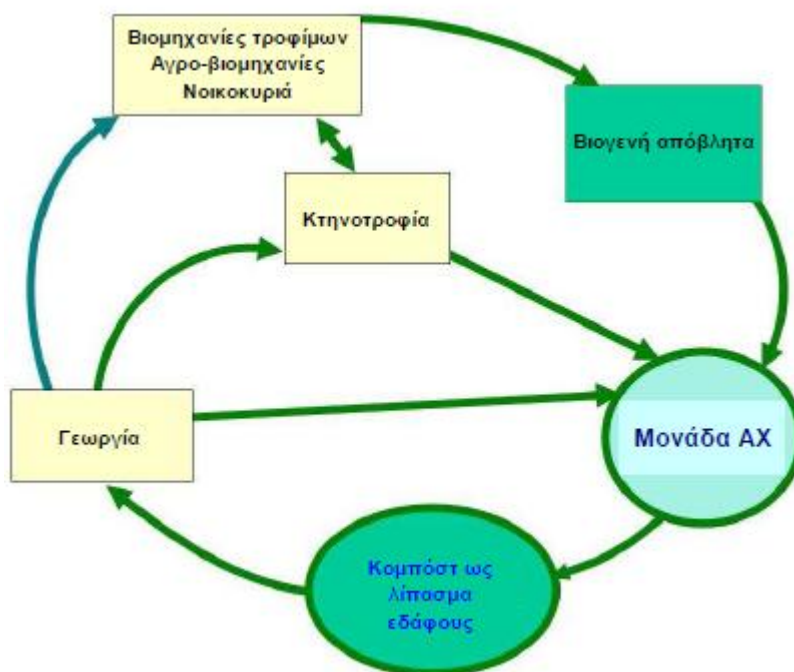 Βιομηχανίες τροφίμων
Αγρο-βιομηχανίες
Νοικοκυριά
Βιογενή απόβλητα
Κτηνοτροφία
Γεωργία
Μονάδα ΑΧ
Κομπόστ ως
λίπασμα
εδάφους